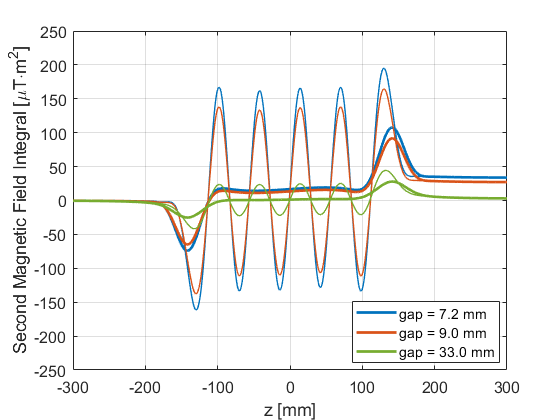 Second Magnetic Field Integral [μT·m²]
250
200
150
100
50
0
-50
-100
-150
-200
-250
gap = 7.2 mm
gap = 9.0 mm
gap = 33.0 mm
-300 -200 -100 0 100 200 300
z [mm]